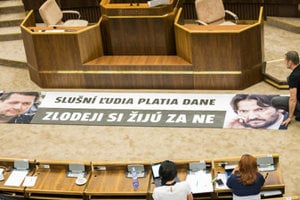 SLUŠNÍ ĽUDIA PLATIA DANE
ZLODEJI SI ŽIJÚ ZA NE